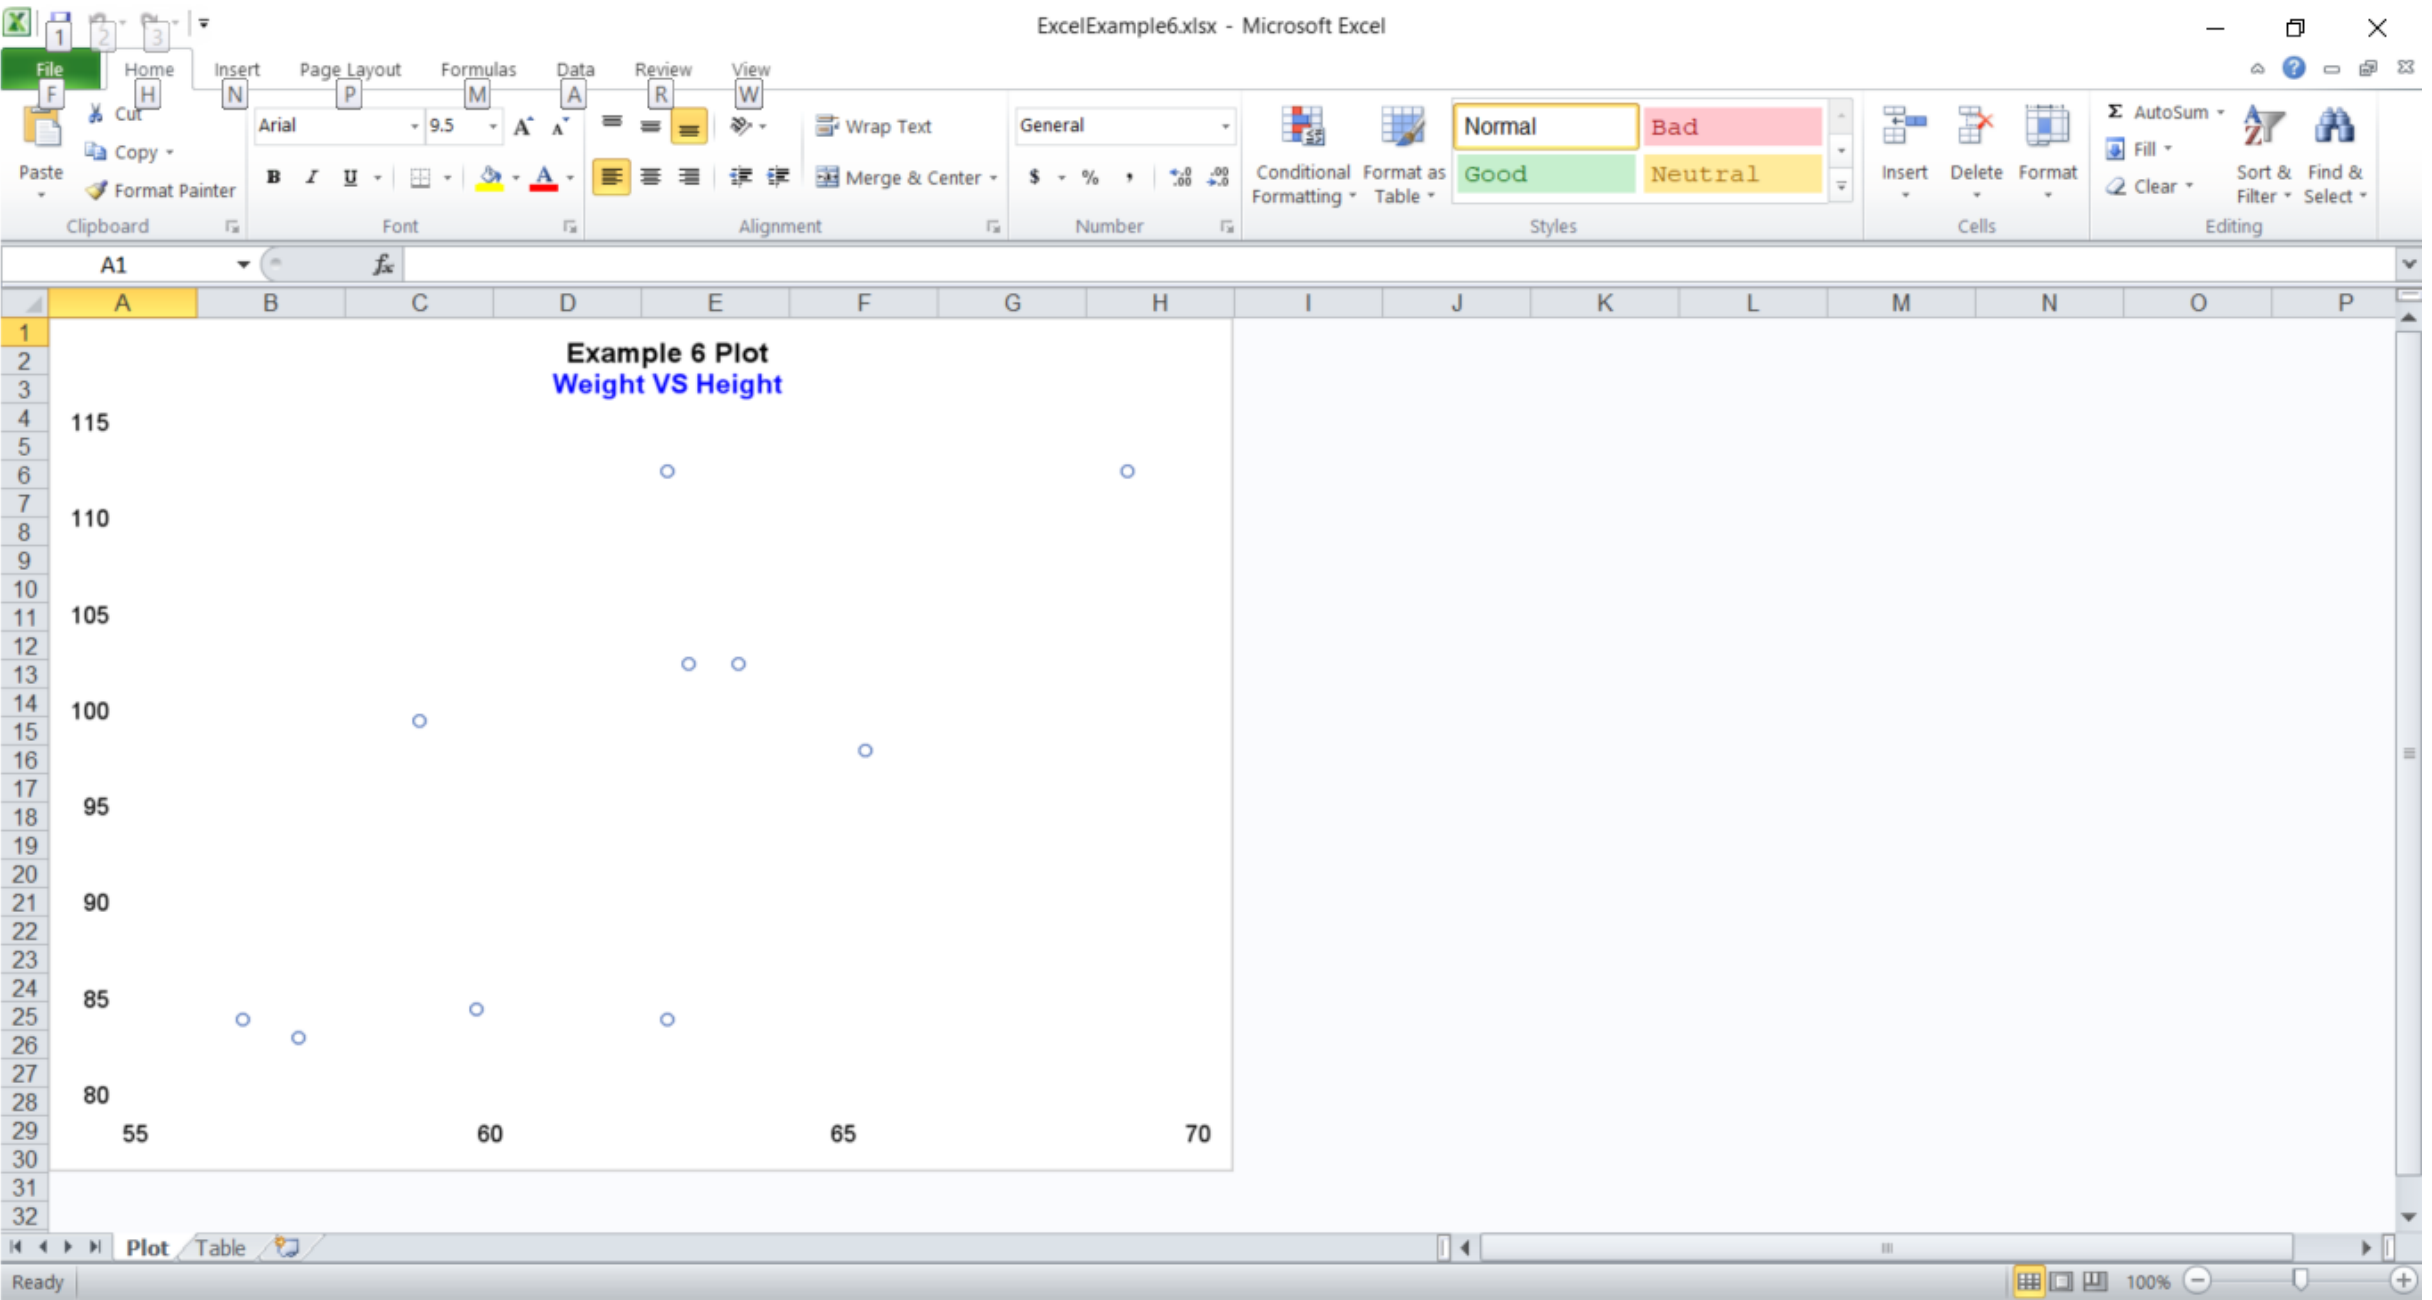 ExcelExample6.xlsx - Microsoft Excel
1 2 3
File Home Insert Page Layout Formulas Data Review View
F H N P M A R W
Cut
Copy
Format Painter
Paste
Clipboard
Arial 9.5
B I U
Font
Wrap Text
Merge & Center
Alignment
General
$ % ,
Number
Conditional Formatting
Format as Table
Normal Bad
Good Neutral
Styles
Insert Delete Format
Cells
Σ AutoSum
Fill
Clear
Sort & Filter
Find & Select
Editing
A1 fx
A B C D E F G H I J K L M N O P
1
2
3
4
5
6
7
8
9
10
11
12
13
14
15
16
17
18
19
20
21
22
23
24
25
26
27
28
29
30
31
32
Example 6 Plot
Weight VS Height
115
110
105
100
95
90
85
80
55 60 65 70
Plot Table
Ready 100%